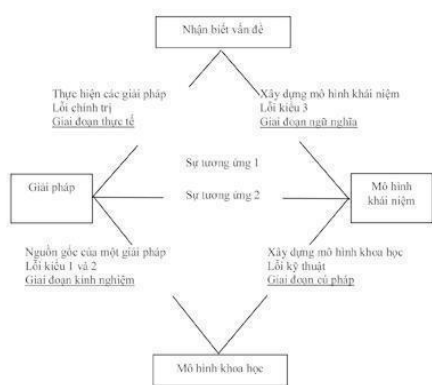 Nhận biết vấn đề
Thực hiện các giải pháp
Lỗi chính trị
Giai đoạn thực tế
Xây dựng mô hình khái niệm
Lỗi kiểu 3
Giai đoạn ngữ nghĩa
Sự tương ứng 1
Giải pháp
Sự tương ứng 2
Mô hình
khái niệm
Nguồn gốc của một giải pháp
Lỗi kiểu 1 và 2
Giai đoạn kinh nghiệm
Xây dựng mô hình khoa học
Lỗi kỹ thuật
Giai đoạn cú pháp
Mô hình khoa học